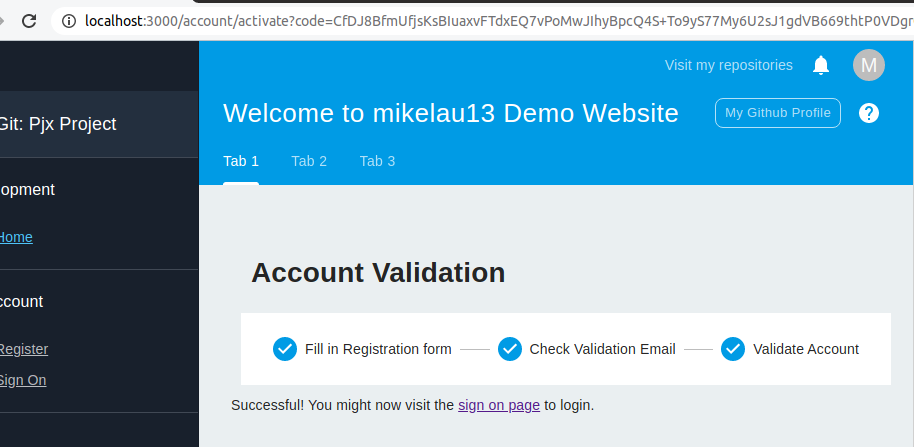 localhost:3000/account/activate?code=CfDJ8BfmUfjsKsBIuaxvFTdxEQ7vPoMwJIhyBpcQ4S+To9yS77My6U2sJ1gdVB669thtP0VDgr
Visit my repositories
M
Git: Pjx Project
Welcome to mikelau13 Demo Website
My Github Profile
?
Tab 1 Tab 2 Tab 3
opment
Home
ccount
Register
Sign On
Account Validation
Fill in Registration form Check Validation Email Validate Account
Successful! You might now visit the sign on page to login.